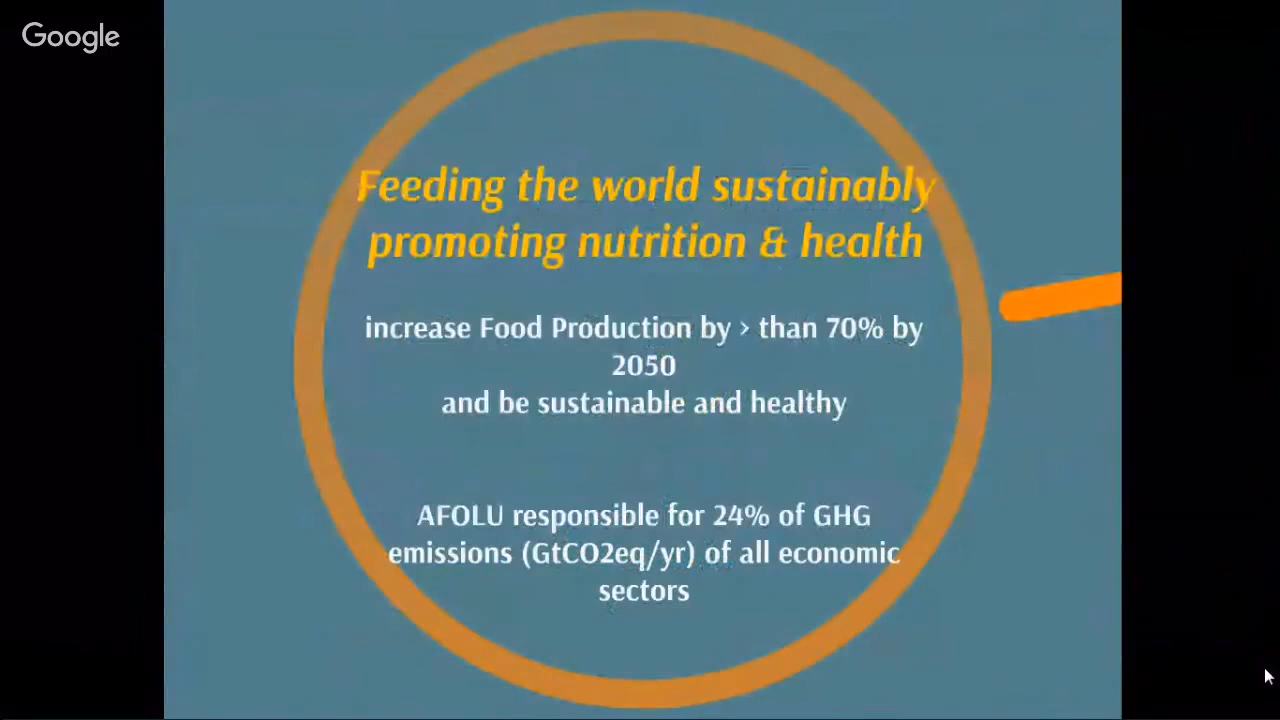 Google
Feeding the world sustainably
promoting nutrition & health
increase Food Production by > than 70% by
2050
and be sustainable and healthy
AFOLU responsible for 24% of GHG
emissions (GtCO2eq/yr) of all economic
sectors